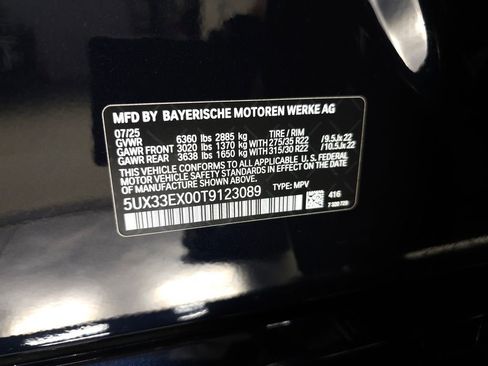 MFD BY BAYERISCHE MOTOREN WERKE AG
07/25
GVWR 6360 lbs 2885 kg TIRE / RIM
GAWR FRONT 3020 lbs 1370 kg WITH 275/35 R22 /9.5Jx22
GAWR REAR 3638 lbs 1650 kg WITH 315/30 R22 /10.5Jx22
THIS VEHICLE CONFORMS TO ALL APPLICABLE U.S. FEDERAL
MOTOR VEHICLE SAFETY STANDARDS IN EFFECT ON THE
DATE OF MANUFACTURE SHOWN ABOVE.
5UX33EX00T9123089 TYPE: MPV
416